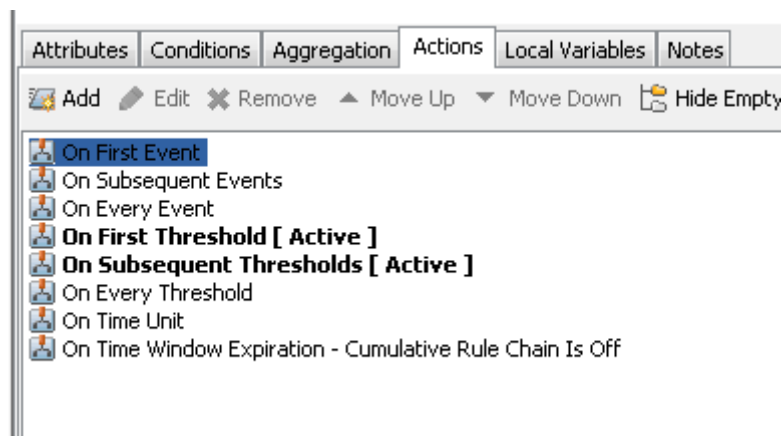 Attributes Conditions Aggregation Actions Local Variables Notes
Add Edit Remove Move Up Move Down Hide Empty
On First Event
On Subsequent Events
On Every Event
On First Threshold [ Active ]
On Subsequent Thresholds [ Active ]
On Every Threshold
On Time Unit
On Time Window Expiration - Cumulative Rule Chain Is Off